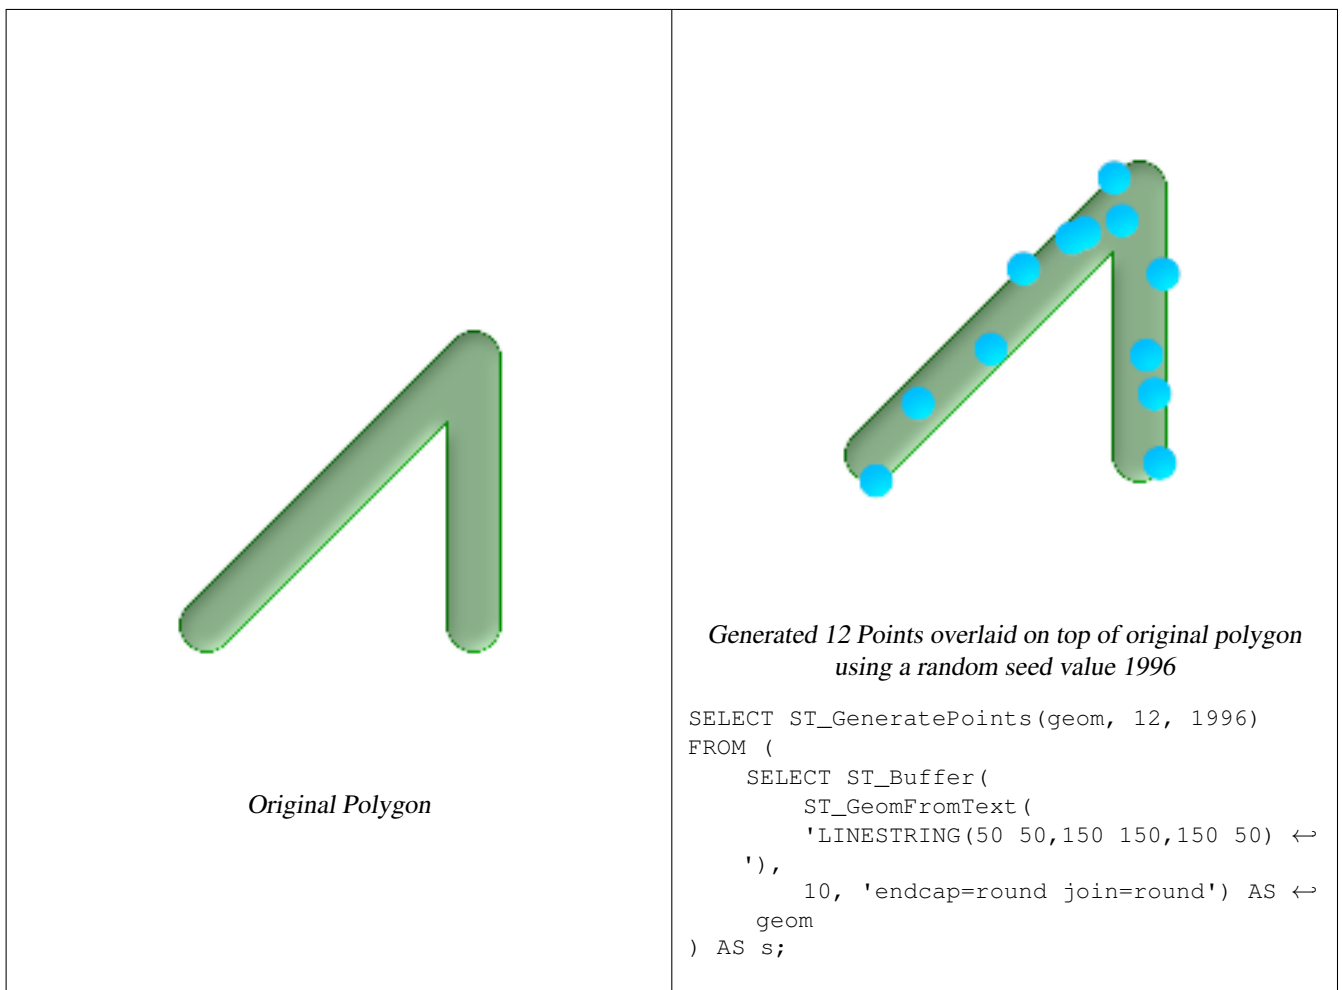 Original Polygon
Generated 12 Points overlaid on top of original polygon
using a random seed value 1996
SELECT ST_GeneratePoints(geom, 12, 1996)
FROM (
    SELECT ST_Buffer(
        ST_GeomFromText(
        'LINESTRING(50 50,150 150,150 50) ↩
    '),
        10, 'endcap=round join=round') AS ↩
     geom
) AS s;